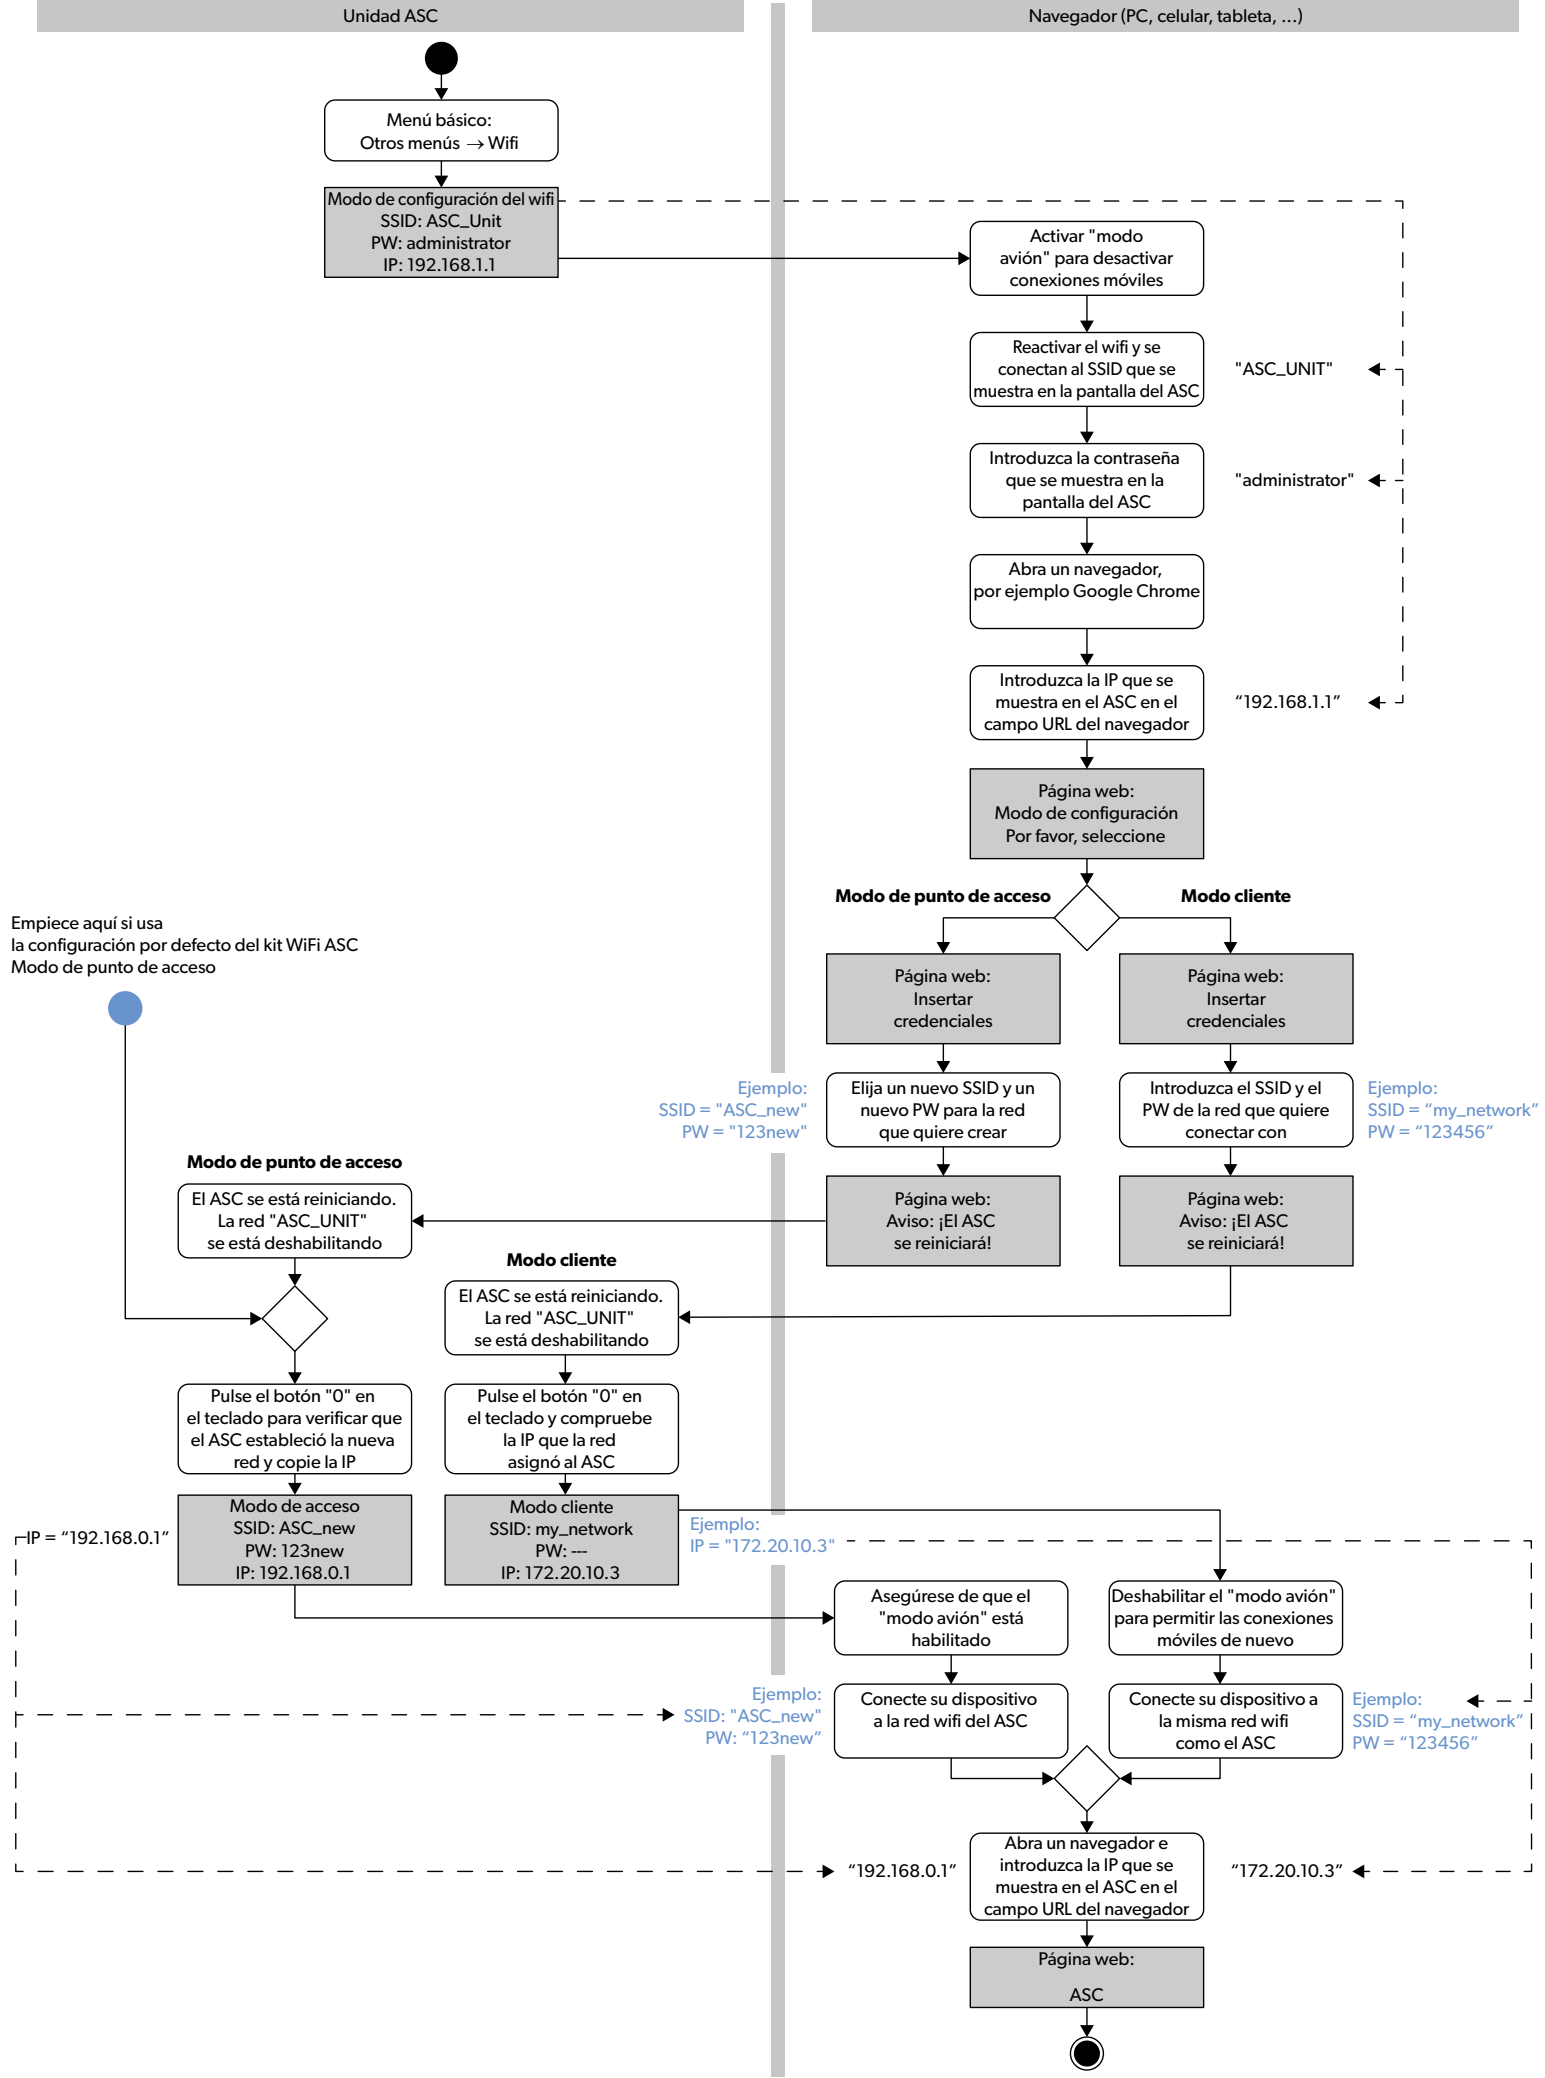 Unidad ASC
Navegador (PC, celular, tableta, ...)
Menú básico:
Otros menús → Wifi
Modo de configuración del wifi
SSID: ASC_Unit
PW: administrator
IP: 192.168.1.1
Activar "modo
avión" para desactivar
conexiones móviles
Reactivar el wifi y se
conectan al SSID que se
muestra en la pantalla del ASC
"ASC_UNIT"
Introduzca la contraseña
que se muestra en la
pantalla del ASC
"administrator"
Abra un navegador,
por ejemplo Google Chrome
Introduzca la IP que se
muestra en el ASC en el
campo URL del navegador
“192.168.1.1”
Página web:
Modo de configuración
Por favor, seleccione
Modo de punto de acceso
Modo cliente
Empiece aquí si usa
la configuración por defecto del kit WiFi ASC
Modo de punto de acceso
Página web:
Insertar
credenciales
Página web:
Insertar
credenciales
Ejemplo:
SSID = "ASC_new"
PW = "123new"
Elija un nuevo SSID y un
nuevo PW para la red
que quiere crear
Introduzca el SSID y el
PW de la red que quiere
conectar con
Ejemplo:
SSID = “my_network”
PW = “123456”
Modo de punto de acceso
El ASC se está reiniciando.
La red "ASC_UNIT"
se está deshabilitando
Página web:
Aviso: ¡El ASC
se reiniciará!
Página web:
Aviso: ¡El ASC
se reiniciará!
Modo cliente
El ASC se está reiniciando.
La red "ASC_UNIT"
se está deshabilitando
Pulse el botón "0" en
el teclado para verificar que
el ASC estableció la nueva
red y copie la IP
Pulse el botón "0" en
el teclado y compruebe
la IP que la red
asignó al ASC
IP = “192.168.0.1”
Modo de acceso
SSID: ASC_new
PW: 123new
IP: 192.168.0.1
Modo cliente
SSID: my_network
PW: ---
IP: 172.20.10.3
Ejemplo:
IP = "172.20.10.3"
Asegúrese de que el
"modo avión" está
habilitado
Deshabilitar el "modo avión"
para permitir las conexiones
móviles de nuevo
Ejemplo:
SSID: "ASC_new"
PW: “123new”
Conecte su dispositivo
a la red wifi del ASC
Conecte su dispositivo a
la misma red wifi
como el ASC
Ejemplo:
SSID = “my_network”
PW = “123456”
“192.168.0.1”
Abra un navegador e
introduzca la IP que se
muestra en el ASC en el
campo URL del navegador
“172.20.10.3”
Página web:
ASC